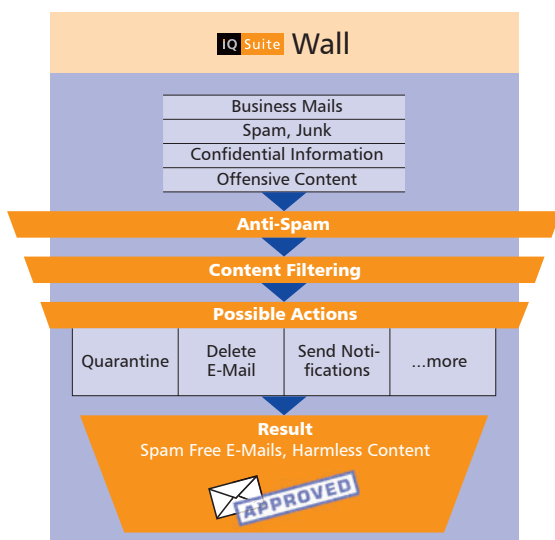 IQ Suite Wall
Business Mails
Spam, Junk
Confidential Information
Offensive Content
Anti-Spam
Content Filtering
Possible Actions
Quarantine
Delete
E-Mail
Send Noti-
fications
...more
Result
Spam Free E-Mails, Harmless Content
APPROVED